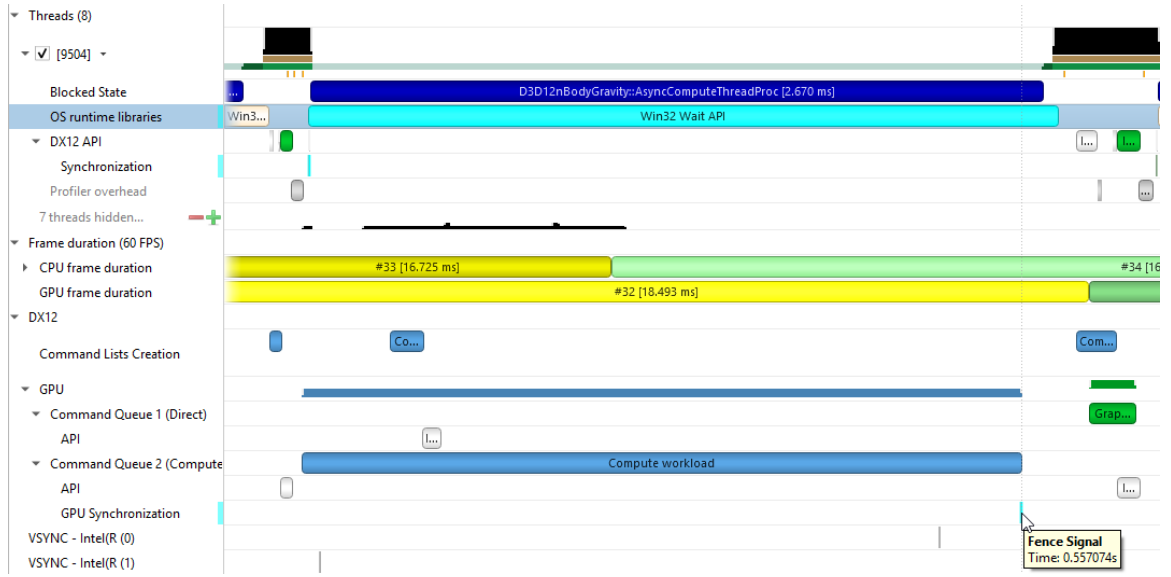 Threads (8)
[9504]
Blocked State ... D3D12nBodyGravity::AsyncComputeThreadProc [2.670 ms]
OS runtime libraries Win3... Win32 Wait API
DX12 API I... I...
Synchronization
Profiler overhead ...
7 threads hidden...
Frame duration (60 FPS)
CPU frame duration #33 [16.725 ms] #34 [16
GPU frame duration #32 [18.493 ms]
DX12
Command Lists Creation Co... Com...
GPU
Command Queue 1 (Direct) Grap...
API I...
Command Queue 2 (Compute Compute workload
API I...
GPU Synchronization
VSYNC - Intel(R (0)
Fence Signal
VSYNC - Intel(R (1)
Time: 0.557074s